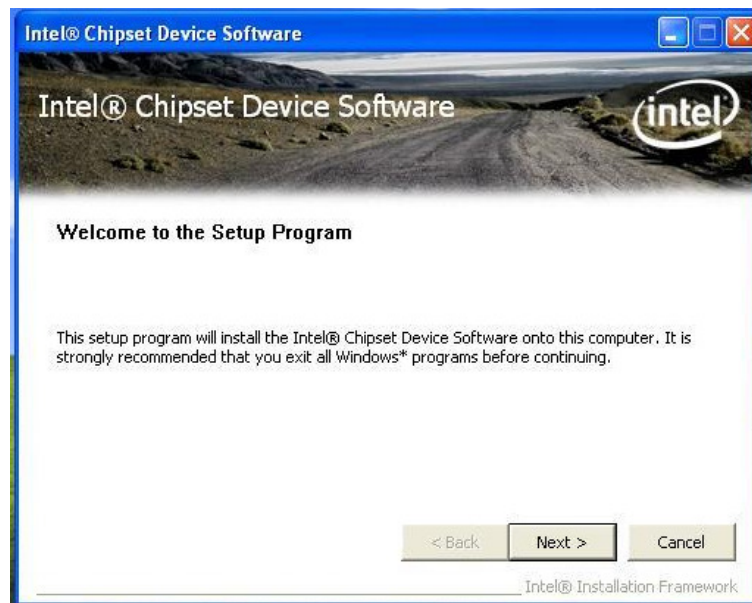 Intel® Chipset Device Software
Intel® Chipset Device Software
intel
Welcome to the Setup Program
This setup program will install the Intel® Chipset Device Software onto this computer. It is
strongly recommended that you exit all Windows* programs before continuing.
< Back Next > Cancel
Intel® Installation Framework